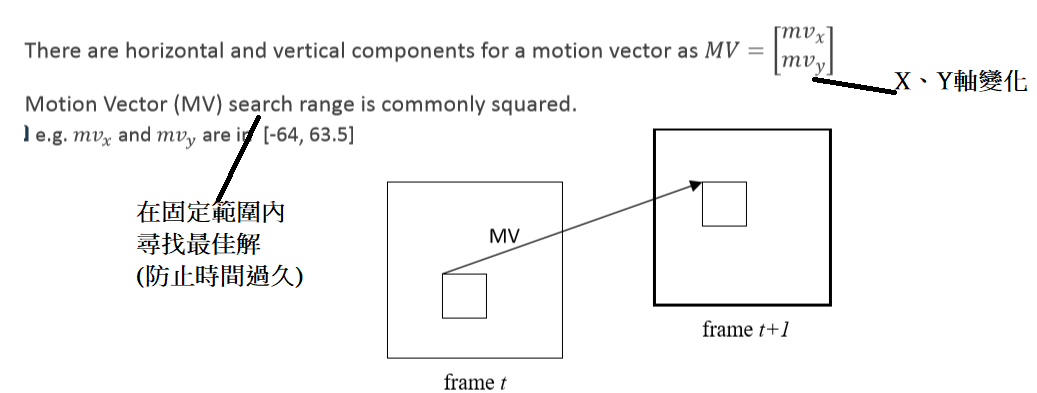 There are horizontal and vertical components for a motion vector as MV = [mvx mvy]
X、Y軸變化
Motion Vector (MV) search range is commonly squared.
e.g. mvx and mvy are in [-64, 63.5]
在固定範圍內
尋找最佳解
(防止時間過久)
MV
frame t+1
frame t